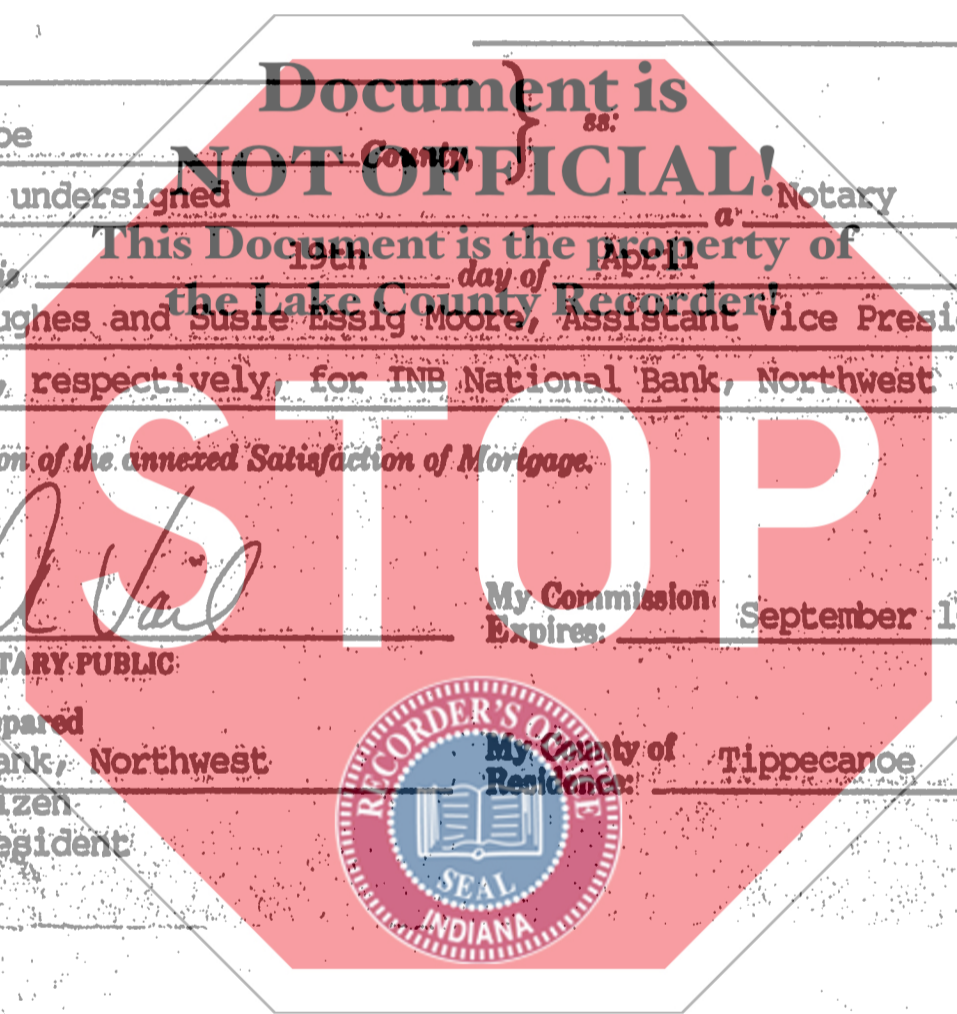 Document is
oe
ss:
County,
NOT OFFICIAL!
undersigned a Notary
This Document is the property of
19th day of April
the Lake County Recorder!
ughes and Susie Essig Moore, Assistant Vice Presi
, respectively, for INB National Bank, Northwest
STOP
on of the annexed Satisfaction of Mortgage.
My Commission
Expires: September 1
TARY PUBLIC
epared
ank, Northwest
My County of
Residence: Tippecanoe
izen
esident
RECORDER'S OFFICE
SEAL
INDIANA